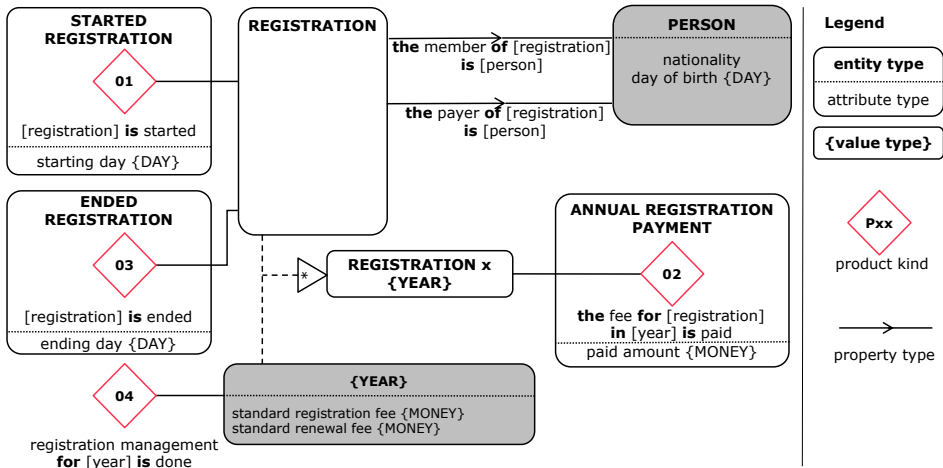 STARTED
REGISTRATION
01
[registration] is started
starting day {DAY}
REGISTRATION
the member of [registration]
is [person]
the payer of [registration]
is [person]
PERSON
nationality
day of birth {DAY}
ENDED
REGISTRATION
03
[registration] is ended
ending day {DAY}
*
REGISTRATION x
{YEAR}
ANNUAL REGISTRATION
PAYMENT
02
the fee for [registration]
in [year] is paid
paid amount {MONEY}
04
registration management
for [year] is done
{YEAR}
standard registration fee {MONEY}
standard renewal fee {MONEY}
Legend
entity type
attribute type
{value type}
Pxx
product kind
property type